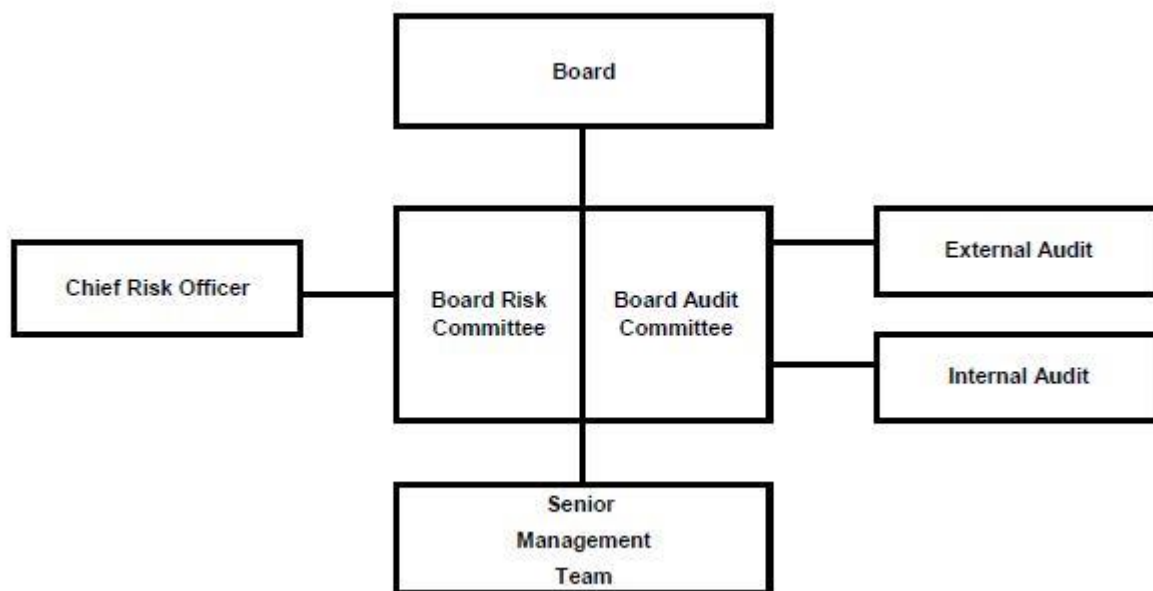 Board
Chief Risk Officer
Board Risk
Committee
Board Audit
Committee
External Audit
Internal Audit
Senior
Management
Team